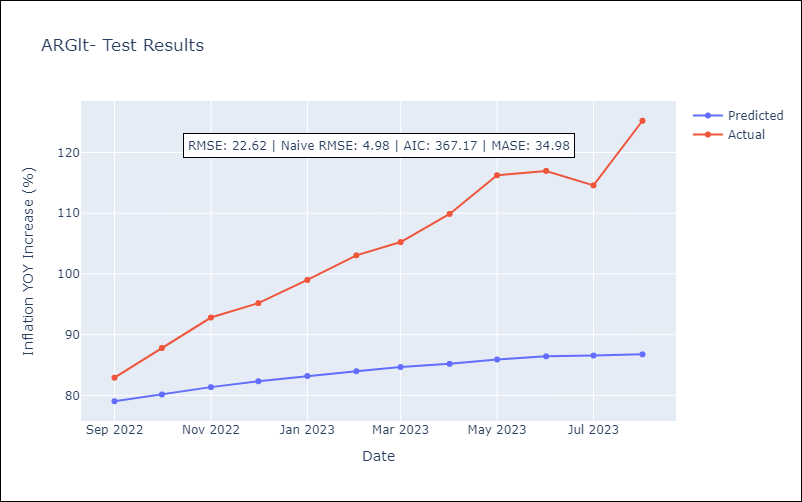 ARGlt- Test Results
Predicted
Actual
RMSE: 22.62 | Naive RMSE: 4.98 | AIC: 367.17 | MASE: 34.98
Inflation YOY Increase (%)
120
110
100
90
80
Sep 2022
Nov 2022
Jan 2023
Mar 2023
May 2023
Jul 2023
Date